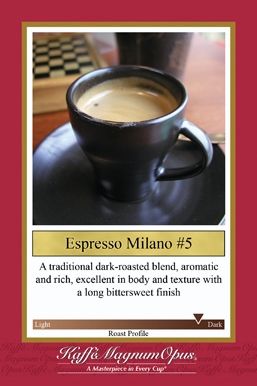 Espresso Milano #5
A traditional dark-roasted blend, aromatic
and rich, excellent in body and texture with
a long bittersweet finish
Light Dark
Roast Profile
Kaffé Magnum Opus®
A Masterpiece in Every Cup®